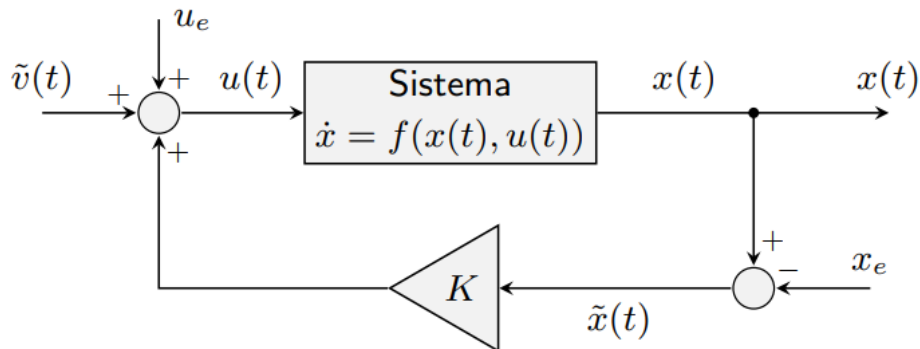 u_e
ṽ(t)
+
+
u(t)
Sistema
ẋ = f(x(t), u(t))
x(t)
x(t)
+
K
x̃(t)
+
−
x_e